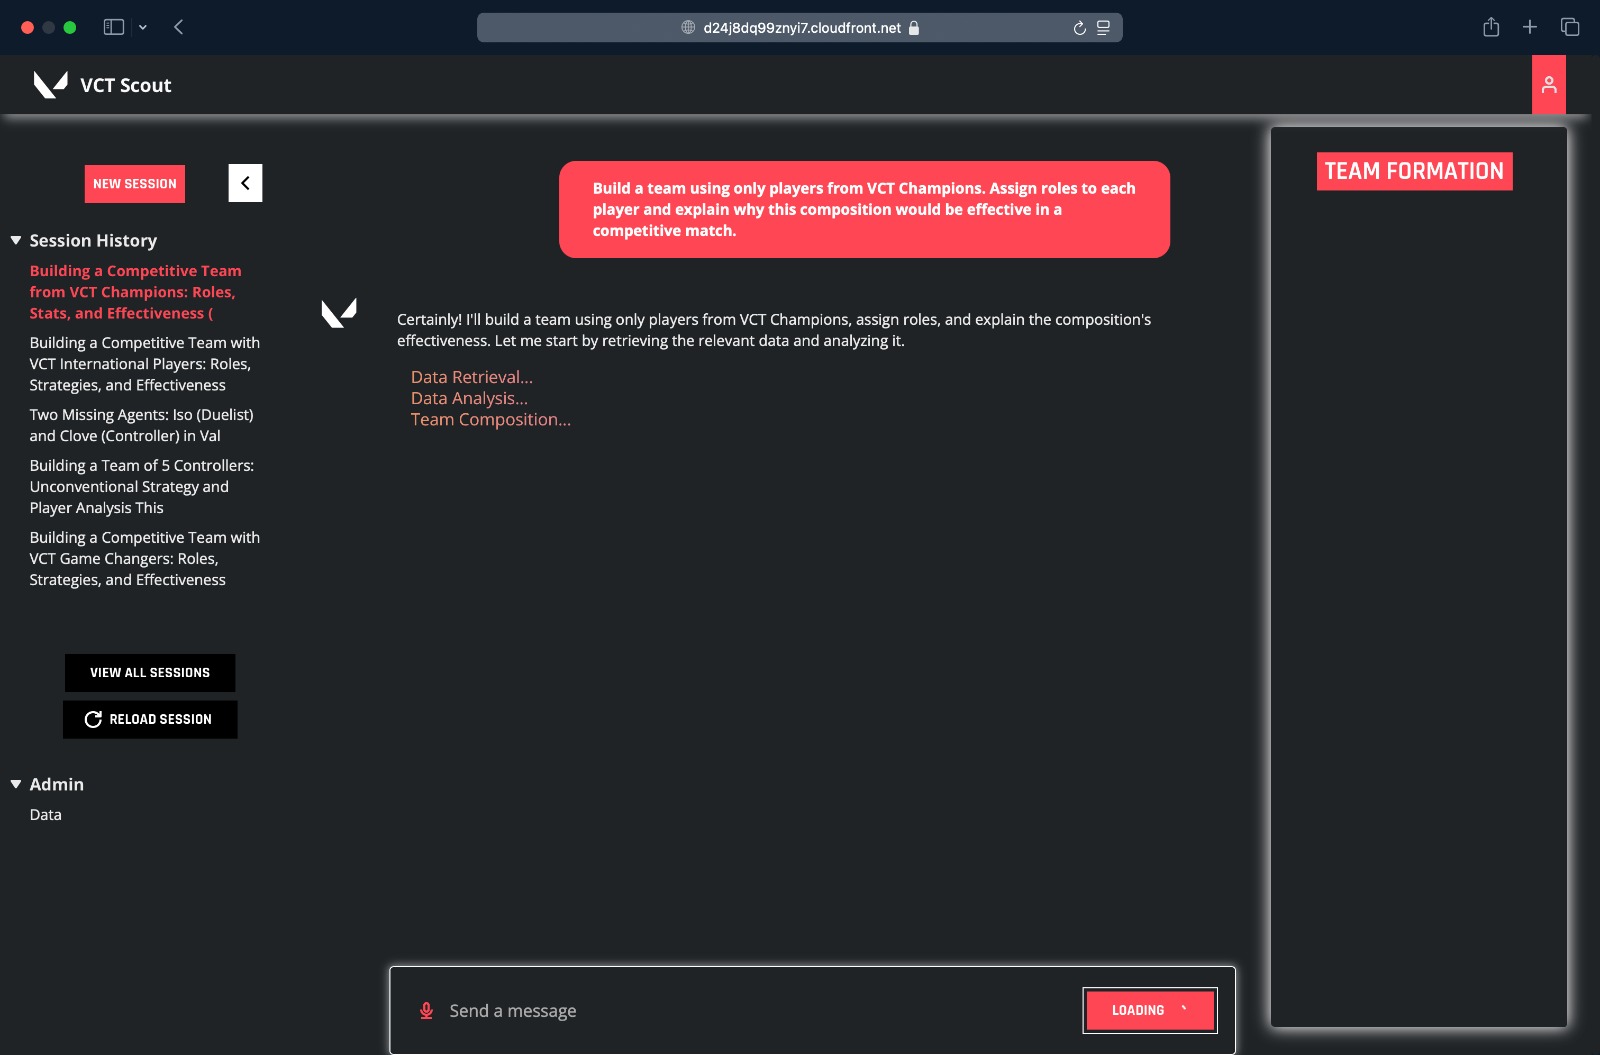 d24j8dq99znyi7.cloudfront.net
VCT Scout
NEW SESSION
Session History
Building a Competitive Team
from VCT Champions: Roles,
Stats, and Effectiveness (
Building a Competitive Team with
VCT International Players: Roles,
Strategies, and Effectiveness
Two Missing Agents: Iso (Duelist)
and Clove (Controller) in Val
Building a Team of 5 Controllers:
Unconventional Strategy and
Player Analysis This
Building a Competitive Team with
VCT Game Changers: Roles,
Strategies, and Effectiveness
VIEW ALL SESSIONS
RELOAD SESSION
Admin
Data
Build a team using only players from VCT Champions. Assign roles to each
player and explain why this composition would be effective in a
competitive match.
Certainly! I'll build a team using only players from VCT Champions, assign roles, and explain the composition's
effectiveness. Let me start by retrieving the relevant data and analyzing it.
Data Retrieval...
Data Analysis...
Team Composition...
Send a message
LOADING
TEAM FORMATION